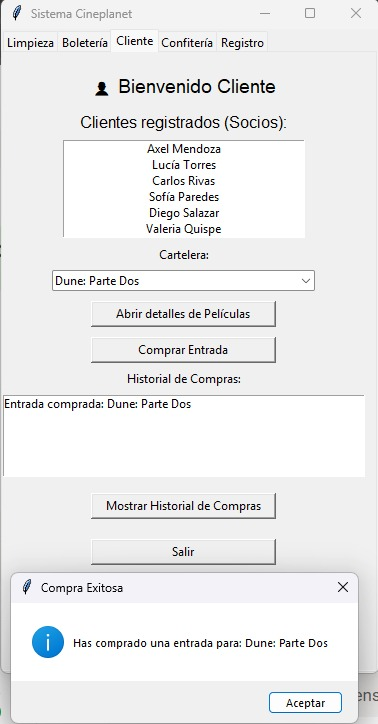 Sistema Cineplanet
Limpieza Boletería Cliente Confitería Registro
Bienvenido Cliente
Clientes registrados (Socios):
Axel Mendoza
Lucía Torres
Carlos Rivas
Sofía Paredes
Diego Salazar
Valeria Quispe
Cartelera:
Dune: Parte Dos
Abrir detalles de Películas
Comprar Entrada
Historial de Compras:
Entrada comprada: Dune: Parte Dos
Mostrar Historial de Compras
Salir
Compra Exitosa
Has comprado una entrada para: Dune: Parte Dos
Aceptar